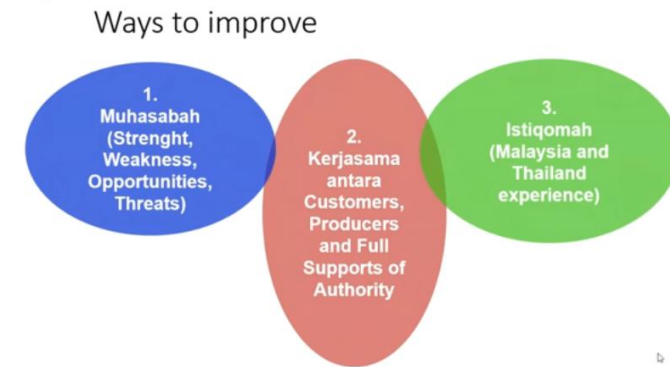 Ways to improve
1.
Muhasabah
(Strenght,
Weakness,
Opportunities,
Threats)
2.
Kerjasama
antara
Customers,
Producers
and Full
Supports of
Authority
3.
Istiqomah
(Malaysia and
Thailand
experience)